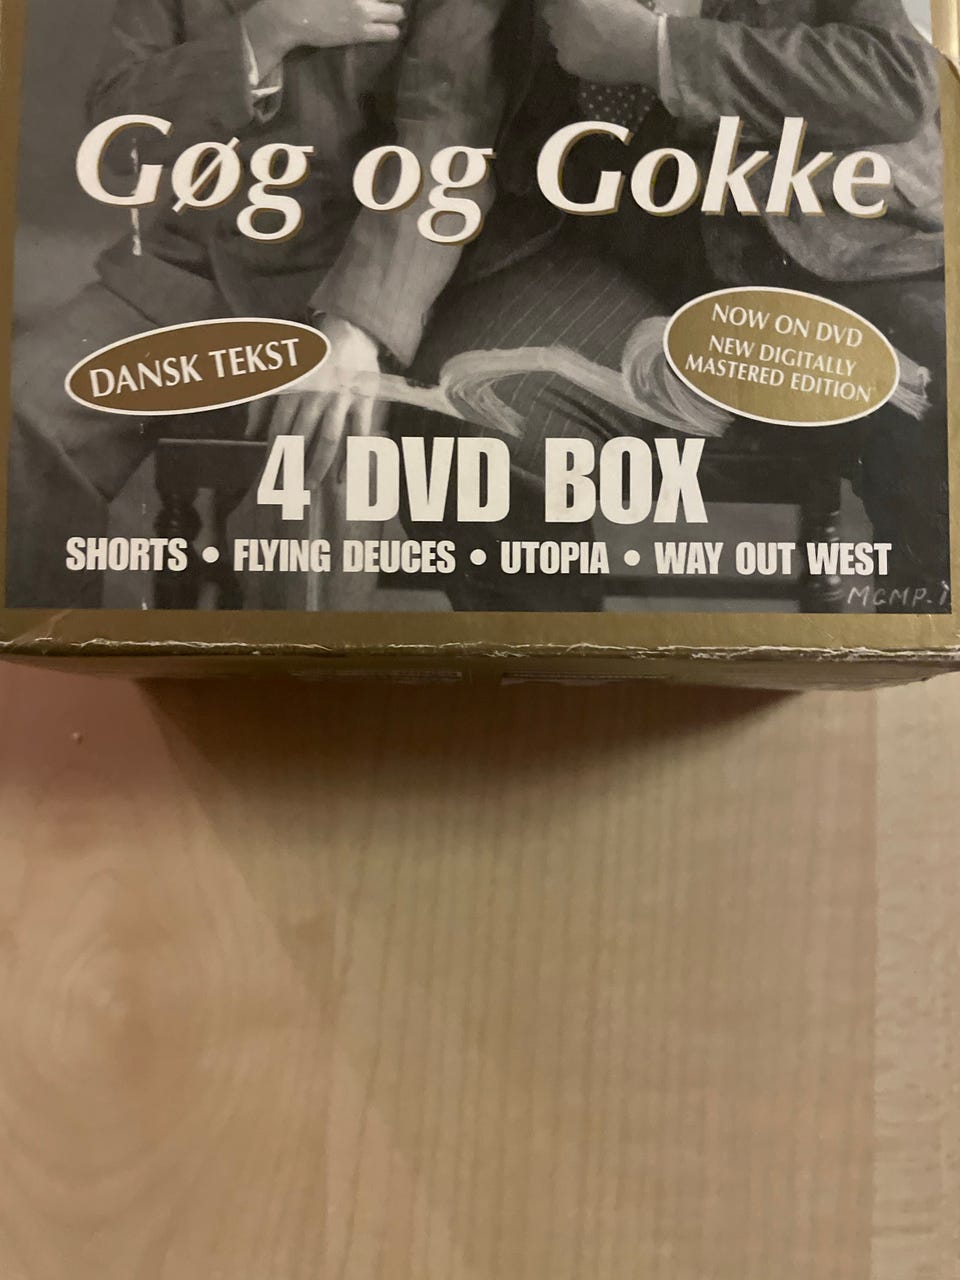 Gøg og Gokke
DANSK TEKST
NOW ON DVD
NEW DIGITALLY
MASTERED EDITION
4 DVD BOX
SHORTS • FLYING DEUCES • UTOPIA • WAY OUT WEST